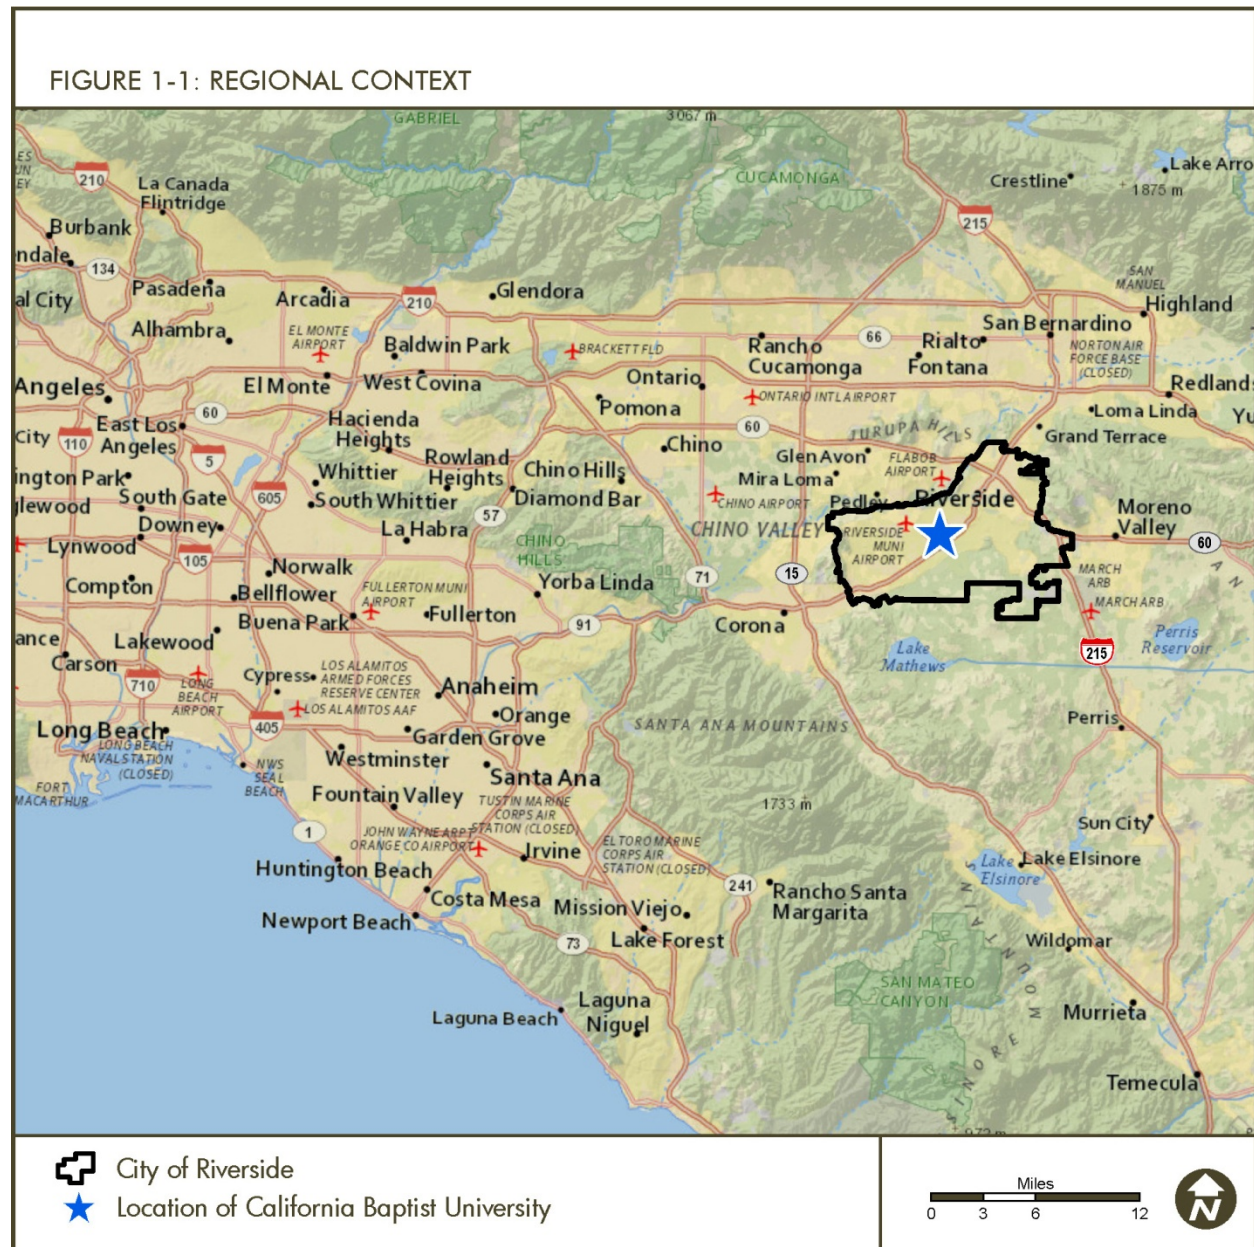 FIGURE 1-1: REGIONAL CONTEXT
GABRIEL
3067 m
CUCAMONGA
Crestline
Lake Arro
1875 m
210
La Canada
Flintridge
Burbank
ndale
134
215
SAN
MANUEL
Pasadena
Arcadia
210
Glendora
Highland
al City
Alhambra
EL MONTE
AIRPORT
Baldwin Park
BRACKETT FLD
Rancho
Cucamonga
66
Rialto
Fontana
San Bernardino
NORTON AIR
FORCE BASE
(CLOSED)
Angeles
El Monte
West Covina
Ontario
Redlands
Pomona
ONTARIO INTL AIRPORT
Loma Linda
Yu
60
East Los
Angeles
City
110
5
Hacienda
Heights
60
JURUPA HILLS
Grand Terrace
Chino
ington Park
Whittier
Rowland
Heights
Chino Hills
Glen Avon
FLABOB
AIRPORT
Mira Loma
glewood
South Gate
605
South Whittier
Diamond Bar
CHINO AIRPORT
Pedley
Riverside
Moreno
Valley
Downey
La Habra
57
CHINO VALLEY
RIVERSIDE
MUNI
AIRPORT
60
Lynwood
105
Norwalk
CHINO
HILLS
Compton
Bellflower
FULLERTON MUNI
AIRPORT
Yorba Linda
71
15
MARCH
ARB
MARCH ARB
Buena Park
Fullerton
91
Corona
ance
Lakewood
Carson
Lake
Mathews
215
Perris
Reservoir
710
LONG
BEACH
AIRPORT
Cypress
LOS ALAMITOS
ARMED FORCES
RESERVE CENTER
LOS ALAMITOS AAF
Anaheim
Orange
SANTA ANA MOUNTAINS
Perris
Long Beach
405
Garden Grove
LONG BEACH
NAVAL STATION
(CLOSED)
NWS
SEAL
BEACH
Westminster
Santa Ana
FORT
MACARTHUR
Fountain Valley
TUSTIN MARINE
CORPS AIR
STATION (CLOSED)
1733 m
Sun City
1
JOHN WAYNE ARPT
ORANGE CO AIRPORT
Irvine
EL TORO MARINE
CORPS AIR
STATION (CLOSED)
Huntington Beach
Lake
Elsinore
Lake Elsinore
Costa Mesa
241
Rancho Santa
Margarita
Newport Beach
Mission Viejo
73
Lake Forest
Wildomar
SAN MATEO
CANYON
Laguna Beach
Laguna
Niguel
Murrieta
SINORE MOUNTAINS
Temecula
City of Riverside
Location of California Baptist University
Miles
0 3 6 12
N